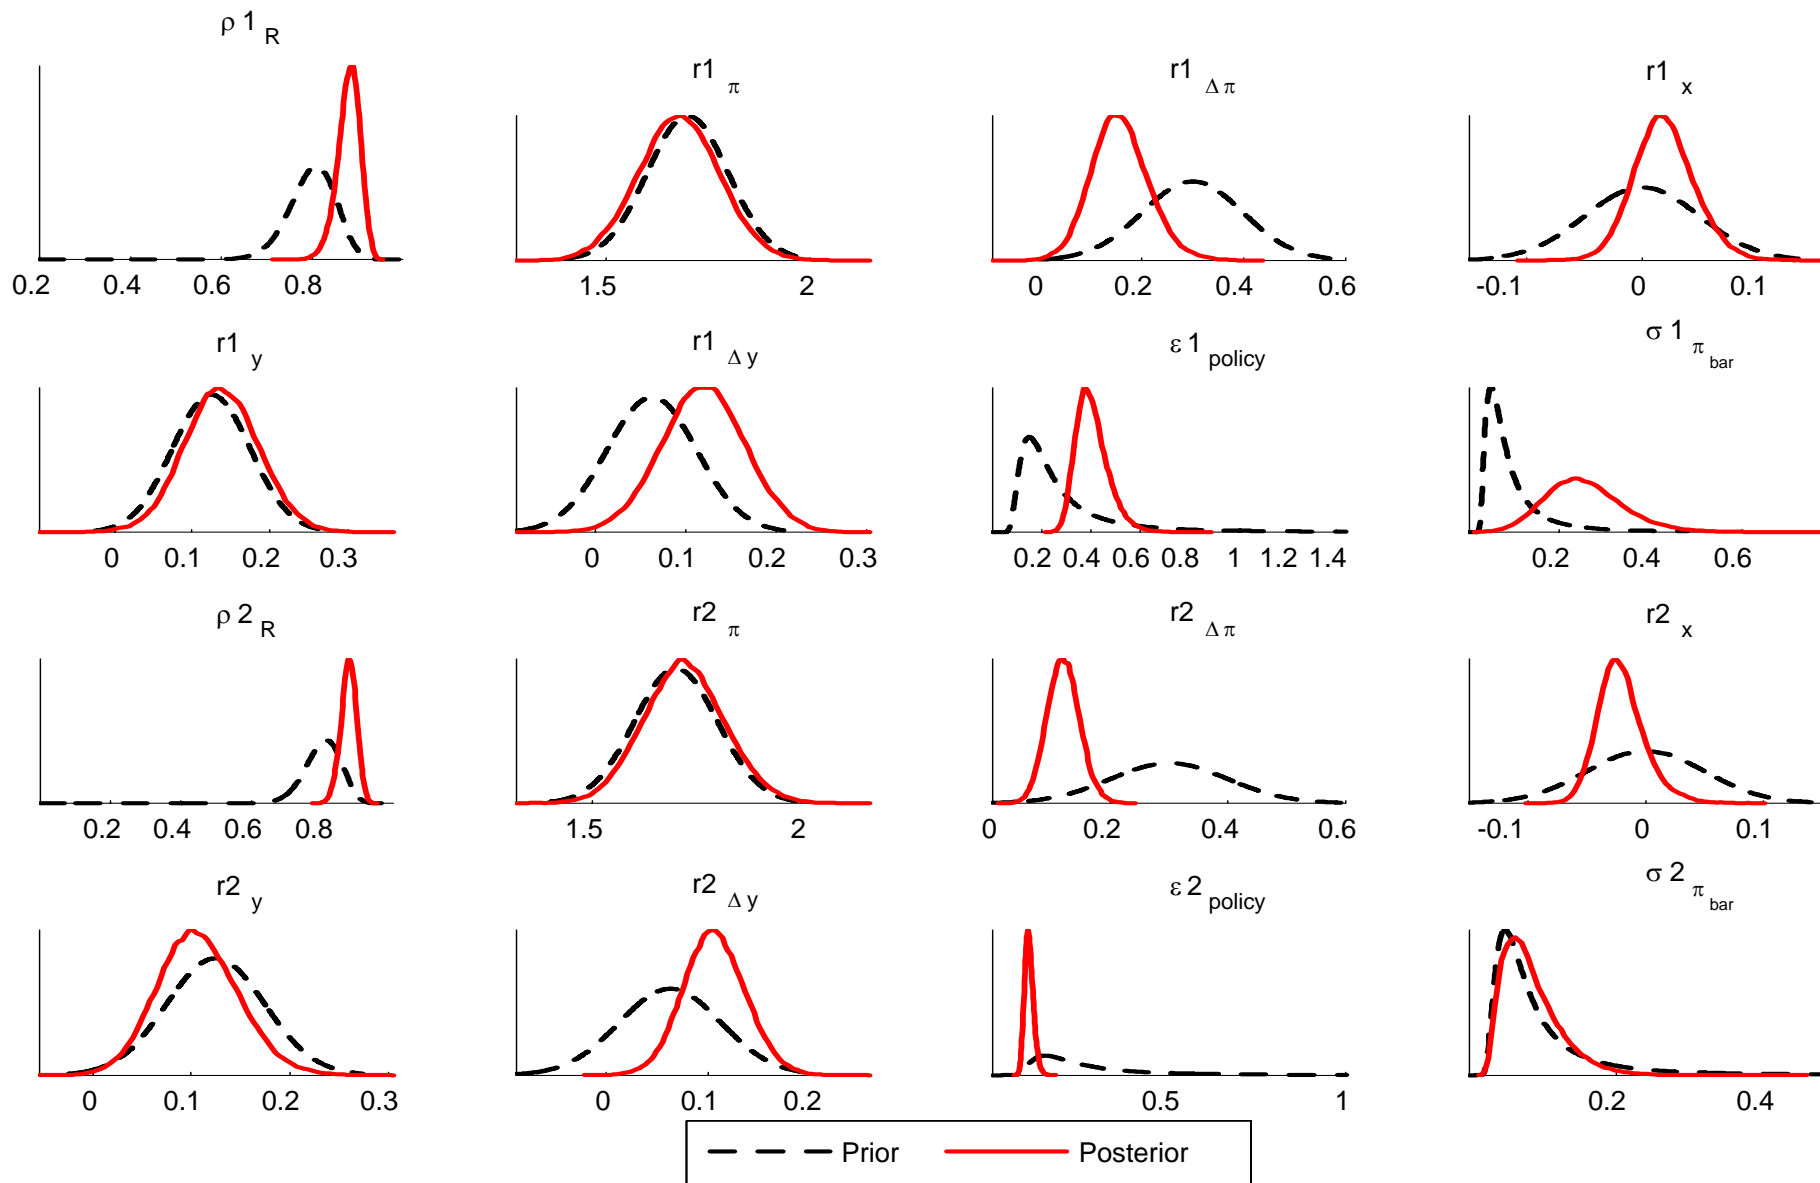 ρ 1 R
r1 π
r1 Δ π
r1 x
0.2 0.4 0.6 0.8
1.5 2
0 0.2 0.4 0.6
-0.1 0 0.1
r1 y
r1 Δ y
ε 1 policy
σ 1 π bar
0 0.1 0.2 0.3
0 0.1 0.2 0.3
0.2 0.4 0.6 0.8 1 1.2 1.4
0.2 0.4 0.6
ρ 2 R
r2 π
r2 Δ π
r2 x
0.2 0.4 0.6 0.8
1.5 2
0 0.2 0.4 0.6
-0.1 0 0.1
r2 y
r2 Δ y
ε 2 policy
σ 2 π bar
0 0.1 0.2 0.3
0 0.1 0.2
0.5 1
0.2 0.4
Prior Posterior